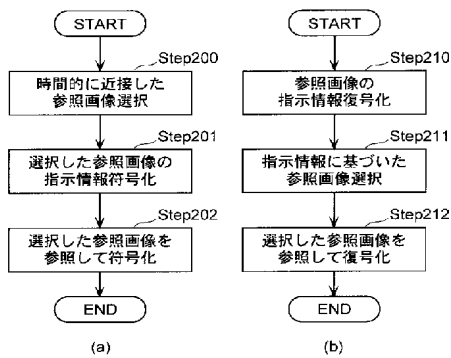 START
Step200
時間的に近接した
参照画像選択
Step201
選択した参照画像の
指示情報符号化
Step202
選択した参照画像を
参照して符号化
END
(a)
START
Step210
参照画像の
指示情報復号化
Step211
指示情報に基づいた
参照画像選択
Step212
選択した参照画像を
参照して復号化
END
(b)